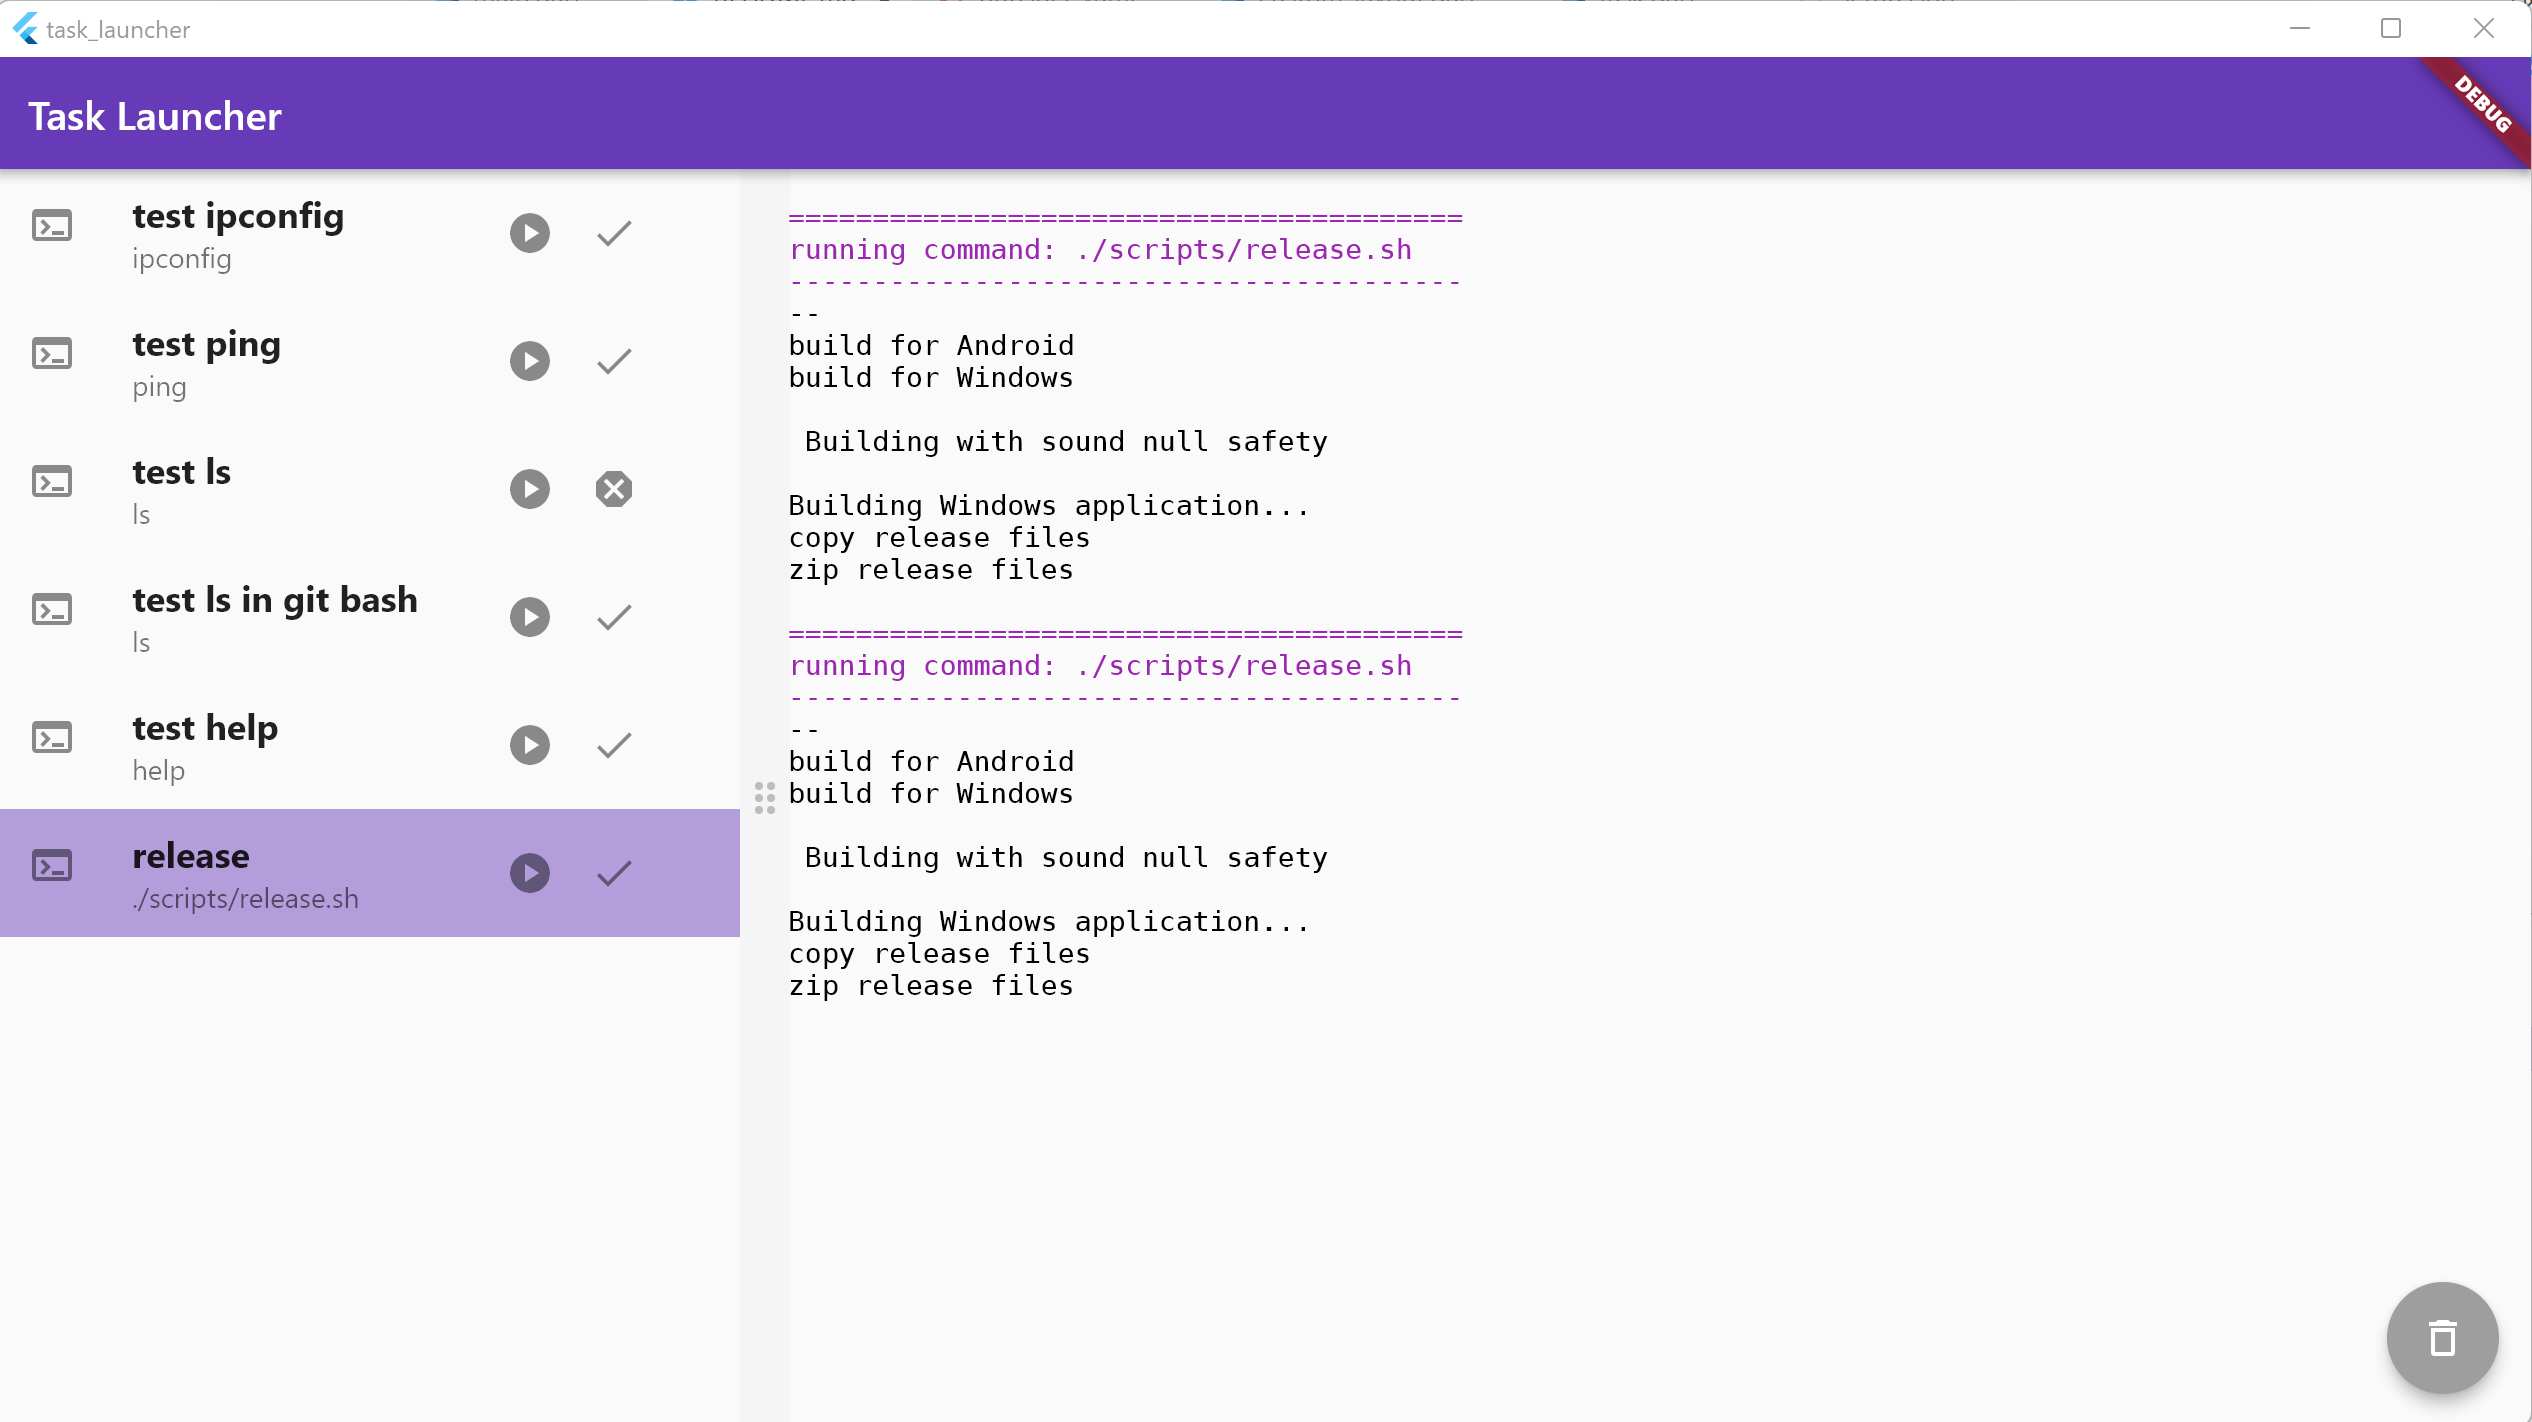 task_launcher
Task Launcher
DEBUG
test ipconfig
ipconfig
test ping
ping
test ls
ls
test ls in git bash
ls
test help
help
release
./scripts/release.sh
========================================
running command: ./scripts/release.sh
----------------------------------------
--
build for Android
build for Windows
Building with sound null safety
Building Windows application...
copy release files
zip release files
========================================
running command: ./scripts/release.sh
----------------------------------------
--
build for Android
build for Windows
Building with sound null safety
Building Windows application...
copy release files
zip release files